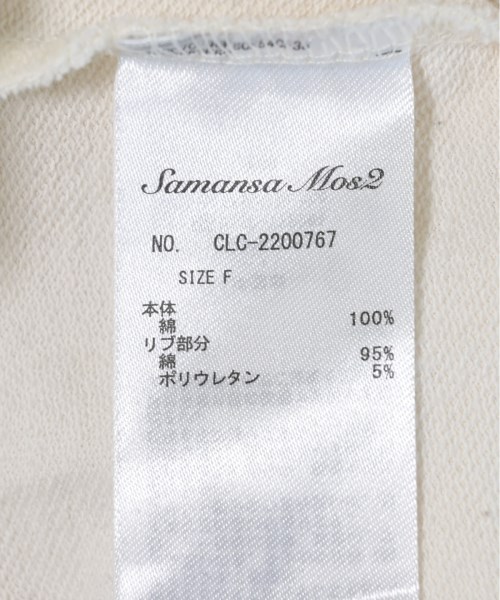 Samansa Mos2
NO. CLC-2200767
SIZE F
本体
綿 100%
リブ部分
綿 95%
ポリウレタン 5%